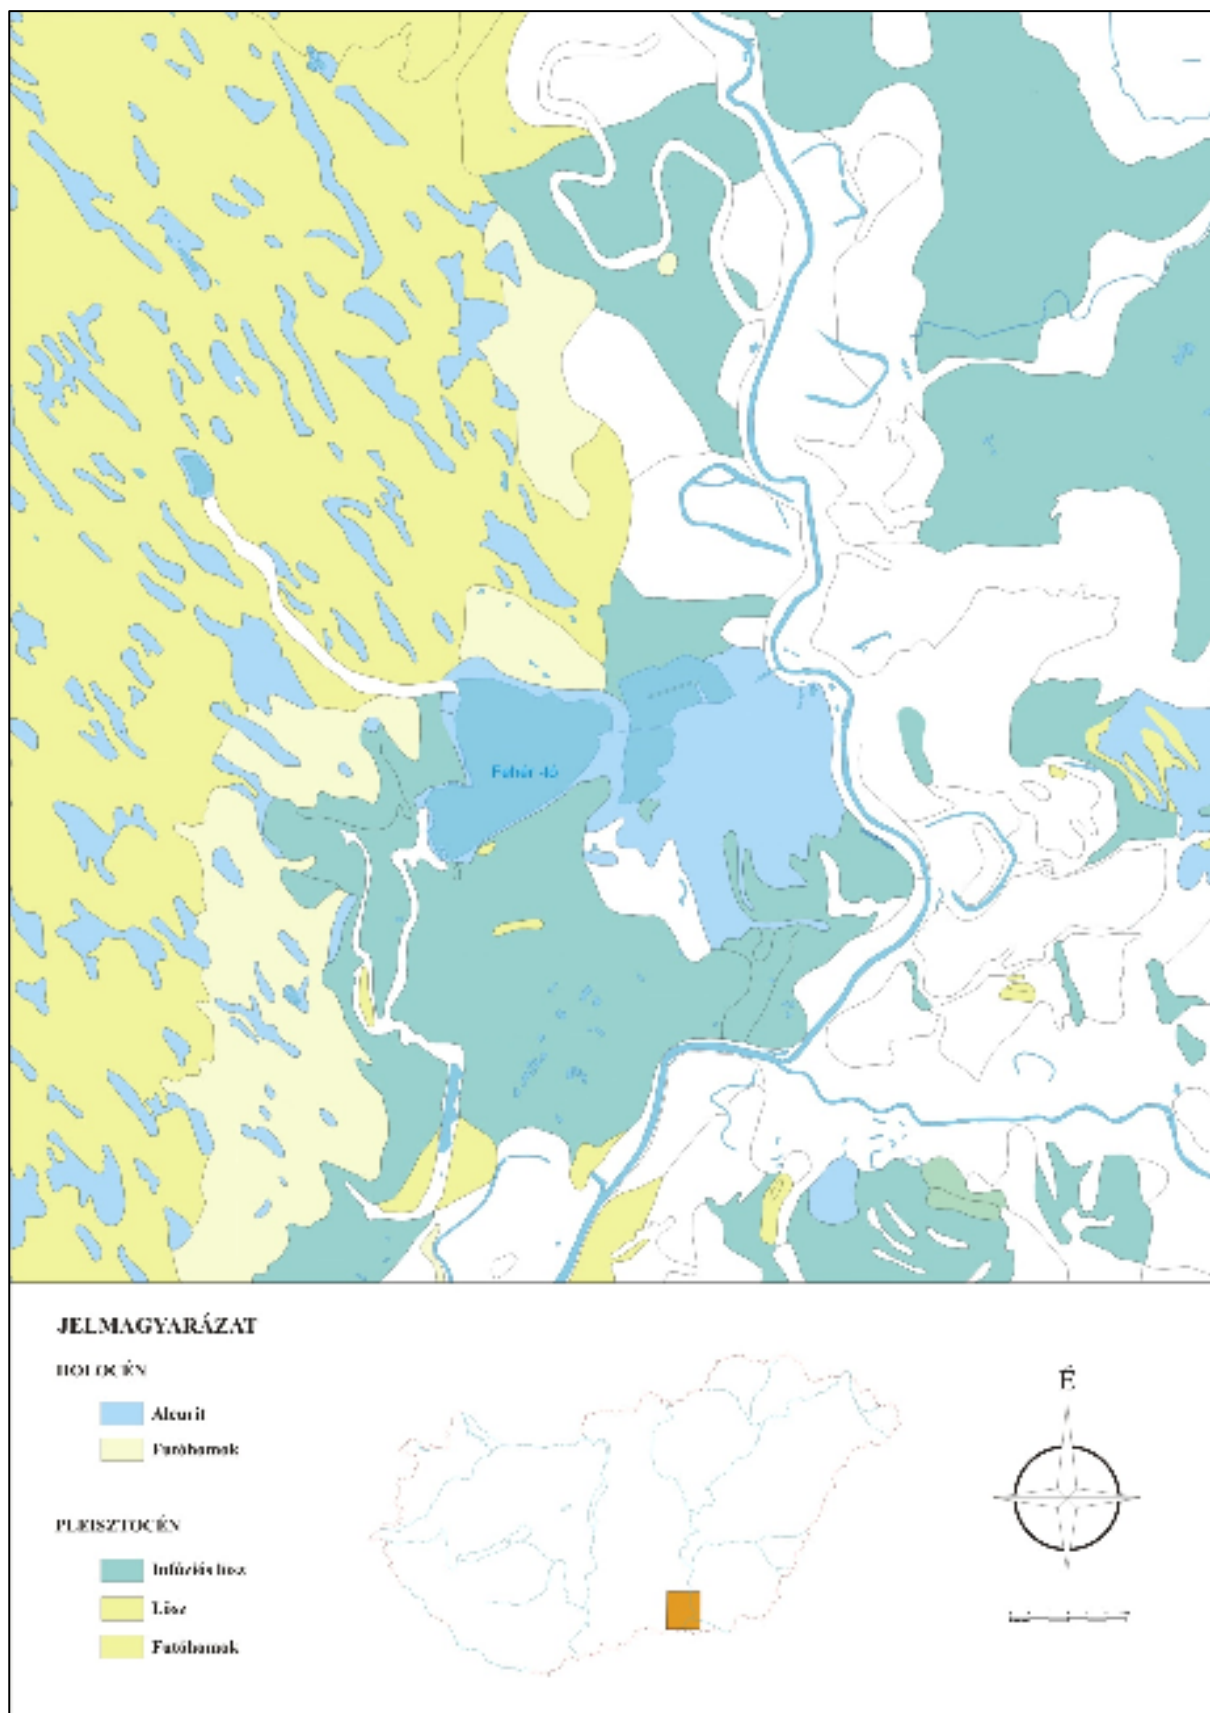 Fehér-tó
JELMAGYARÁZAT
HOLOCÉN
Aleurit
Futóhomok
PLEISZTOCÉN
Infúziós lösz
Lösz
Futóhomok
É